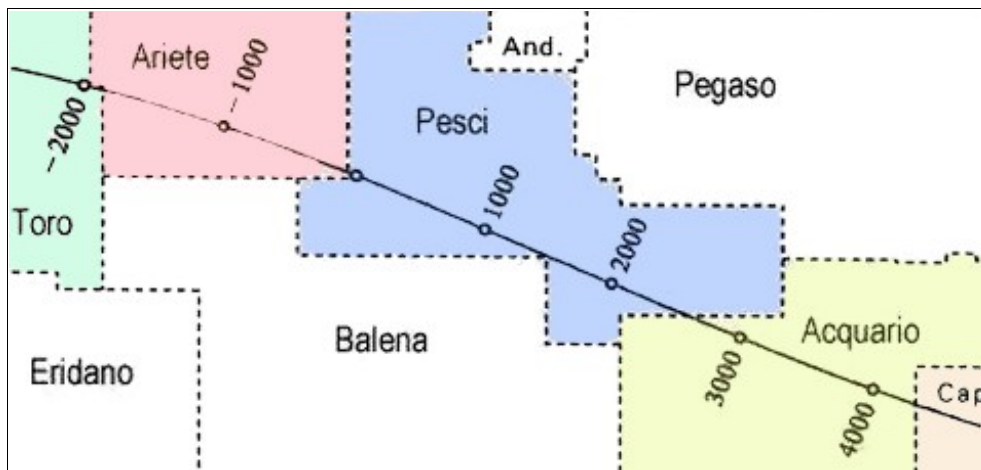 And.
Ariete
− 1000
Pegaso
Pesci
− 2000
1000
Toro
2000
Acquario
Balena
3000
Eridano
Cap
4000